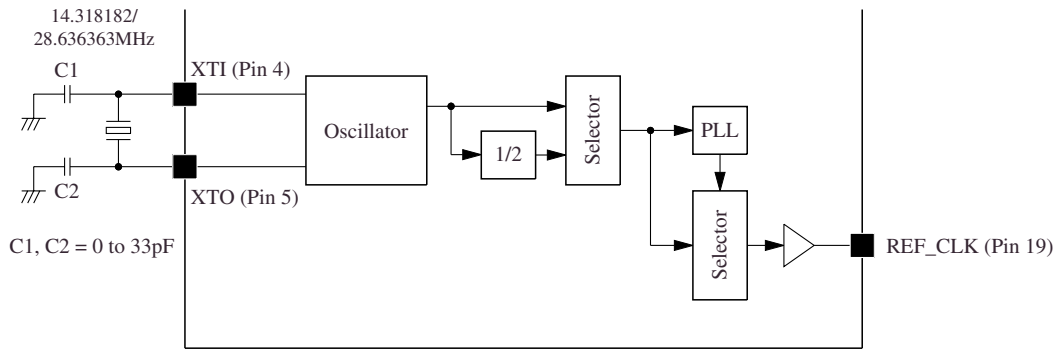 14.318182/
28.636363MHz
C1
XTI (Pin 4)
Oscillator
1/2
Selector
PLL
C2
XTO (Pin 5)
Selector
C1, C2 = 0 to 33pF
REF_CLK (Pin 19)